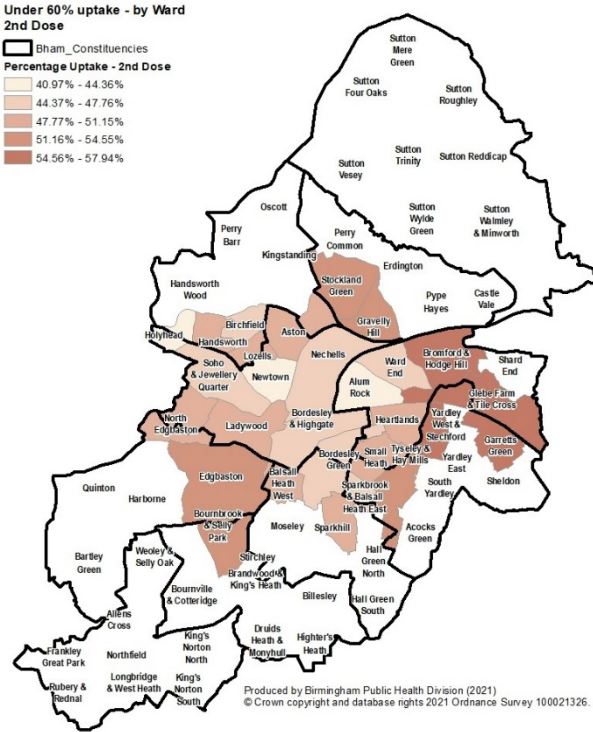 Under 60% uptake - by Ward
2nd Dose
Bham_Constituencies
Percentage Uptake - 2nd Dose
40.97% - 44.36%
44.37% - 47.76%
47.77% - 51.15%
51.16% - 54.55%
54.56% - 57.94%
Sutton
Mere
Green
Sutton
Four Oaks
Sutton
Roughley
Sutton
Trinity
Sutton Reddicap
Sutton
Vesey
Sutton
Wylde
Green
Sutton
Walmley
& Minworth
Oscott
Perry
Barr
Kingstanding
Perry
Common
Erdington
Handsworth
Wood
Stockland
Green
Pype
Hayes
Castle
Vale
Gravelly
Hill
Holyhead
Birchfield
Handsworth
Aston
Lozells
Nechells
Ward
End
Bromford &
Hodge Hill
Shard
End
Soho
& Jewellery
Quarter
Newtown
Alum
Rock
Glebe Farm
& Tile Cross
North
Edgbaston
Ladywood
Bordesley
& Highgate
Heartlands
Yardley
West &
Stechford
Garretts
Green
Bordesley
Green
Small
Heath
Tyseley &
Hay Mills
Yardley
East
Sheldon
Edgbaston
Balsall
Heath
West
Sparkbrook
& Balsall
Heath East
South
Yardley
Quinton
Harborne
Bournbrook
& Selly
Park
Moseley
Sparkhill
Acocks
Green
Bartley
Green
Weoley &
Selly Oak
Stirchley
Hall
Green
North
Brandwood &
King's Heath
Bournville
& Cotteridge
Billesley
Hall Green
South
Allens
Cross
Frankley
Great Park
Northfield
King's
Norton
North
Druids
Heath &
Monyhull
Highter's
Heath
Rubery &
Rednal
Longbridge
& West Heath
King's
Norton
South
Produced by Birmingham Public Health Division (2021)
© Crown copyright and database rights 2021 Ordnance Survey 100021326.